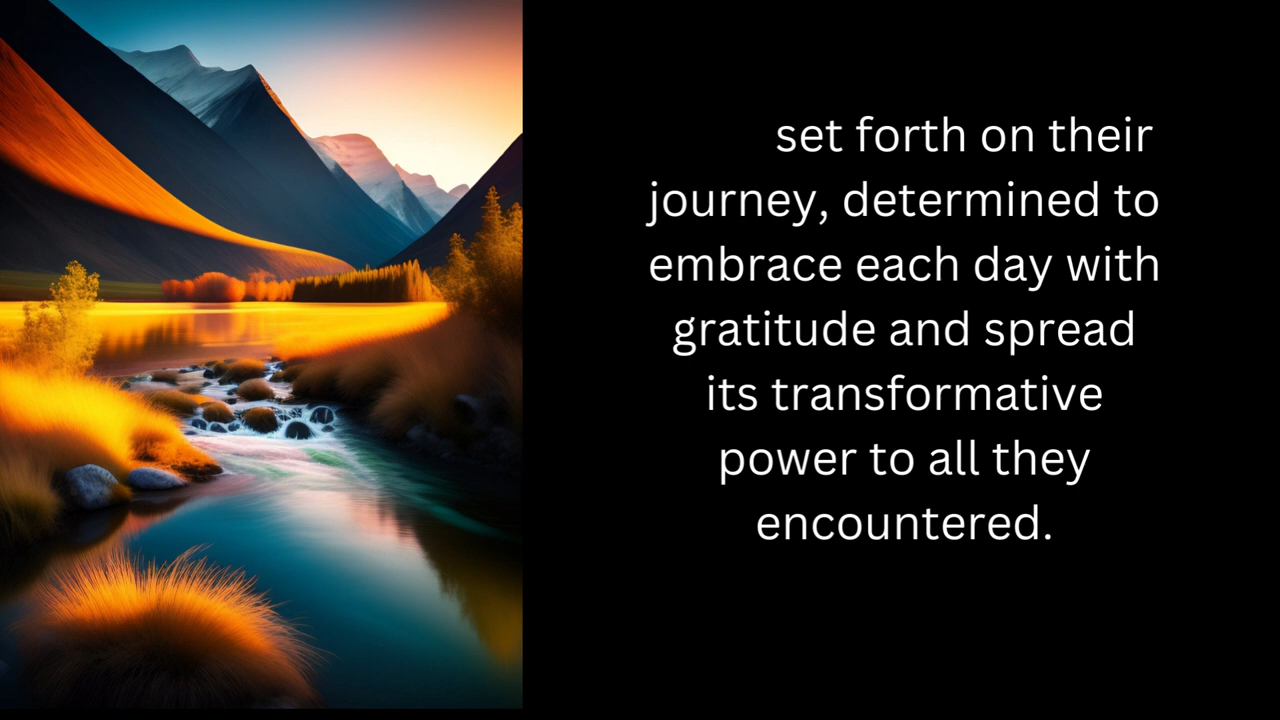 set forth on their
journey, determined to
embrace each day with
gratitude and spread
its transformative
power to all they
encountered.